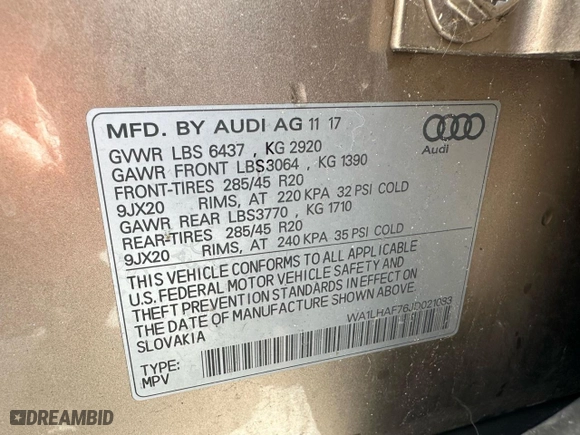 MFD. BY AUDI AG 11 17
GVWR LBS 6437 , KG 2920
GAWR FRONT LBS3064 , KG 1390
FRONT-TIRES 285/45 R20
9JX20 RIMS, AT 220 KPA 32 PSI COLD
GAWR REAR LBS3770 , KG 1710
REAR-TIRES 285/45 R20
9JX20 RIMS, AT 240 KPA 35 PSI COLD
THIS VEHICLE CONFORMS TO ALL APPLICABLE
U.S. FEDERAL MOTOR VEHICLE SAFETY AND
THEFT PREVENTION STANDARDS IN EFFECT ON
THE DATE OF MANUFACTURE SHOWN ABOVE.
SLOVAKIA
WA1LHAF76JD021083
TYPE:
MPV
Audi
DREAMBID